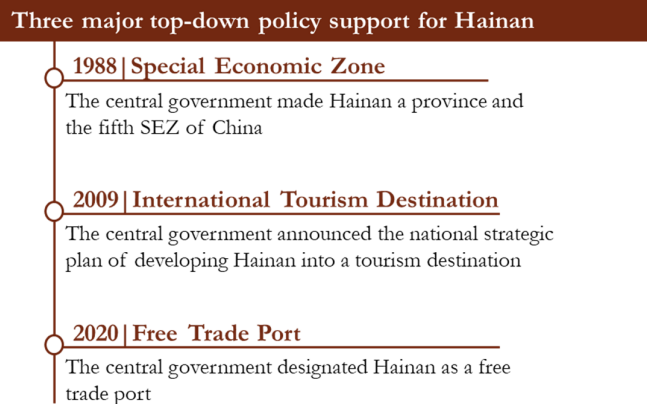 Three major top-down policy support for Hainan
1988|Special Economic Zone
The central government made Hainan a province and
the fifth SEZ of China
2009|International Tourism Destination
The central government announced the national strategic
plan of developing Hainan into a tourism destination
2020|Free Trade Port
The central government designated Hainan as a free
trade port